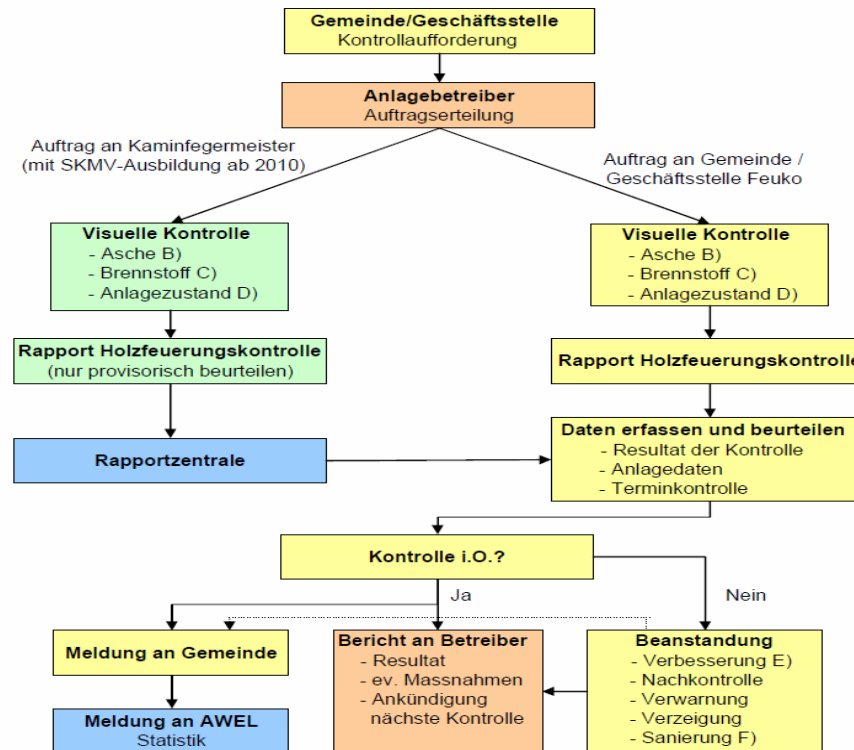 Gemeinde/Geschäftsstelle
Kontrollaufforderung
Anlagebetreiber
Auftragserteilung
Auftrag an Kaminfegermeister
(mit SKMV-Ausbildung ab 2010)
Auftrag an Gemeinde /
Geschäftsstelle Feuko
Visuelle Kontrolle
- Asche B)
- Brennstoff C)
- Anlagezustand D)
Visuelle Kontrolle
- Asche B)
- Brennstoff C)
- Anlagezustand D)
Rapport Holzfeuerungskontrolle
(nur provisorisch beurteilen)
Rapport Holzfeuerungskontrolle
Rapportzentrale
Daten erfassen und beurteilen
- Resultat der Kontrolle
- Anlagedaten
- Terminkontrolle
Kontrolle i.O.?
Ja
Nein
Meldung an Gemeinde
Bericht an Betreiber
- Resultat
- ev. Massnahmen
- Ankündigung
nächste Kontrolle
Beanstandung
- Verbesserung E)
- Nachkontrolle
- Verwarnung
- Verzeigung
- Sanierung F)
Meldung an AWEL
Statistik